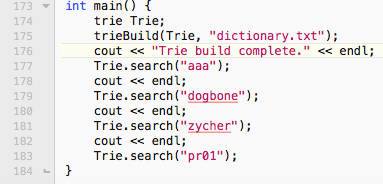 173 int main() {
174 trie Trie;
175 trieBuild(Trie, "dictionary.txt");
176 cout << "Trie build complete." << endl;
177 Trie.search("aaa");
178 cout << endl;
179 Trie.search("dogbone");
180 cout << endl;
181 Trie.search("zycher");
182 cout << endl;
183 Trie.search("pr01");
184 }